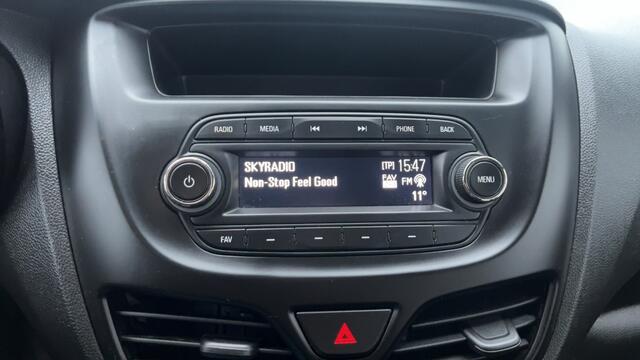 RADIO MEDIA PHONE BACK
SKYRADIO [TP] 15:47
Non-Stop Feel Good FAV FM
11°
MENU
FAV